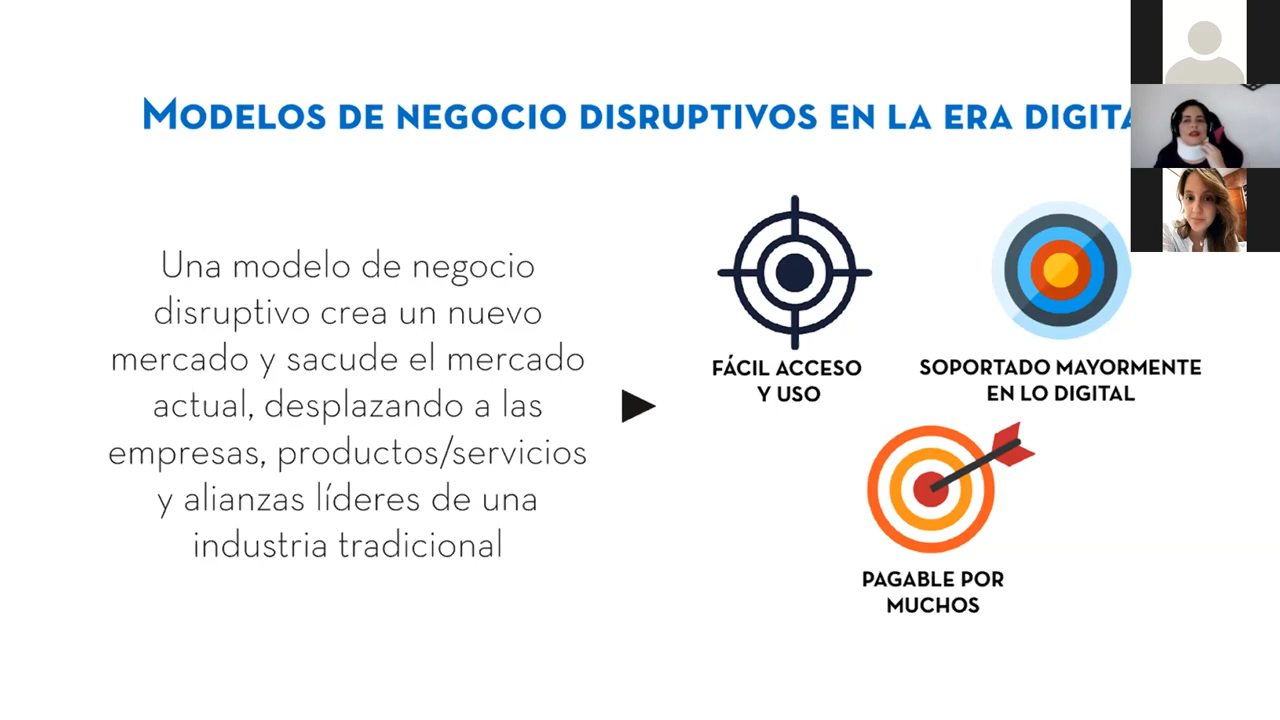 MODELOS DE NEGOCIO DISRUPTIVOS EN LA ERA DIGITA
Una modelo de negocio
disruptivo crea un nuevo
mercado y sacude el mercado
actual, desplazando a las
empresas, productos/servicios
y alianzas líderes de una
industria tradicional
FÁCIL ACCESO
Y USO
SOPORTADO MAYORMENTE
EN LO DIGITAL
PAGABLE POR
MUCHOS